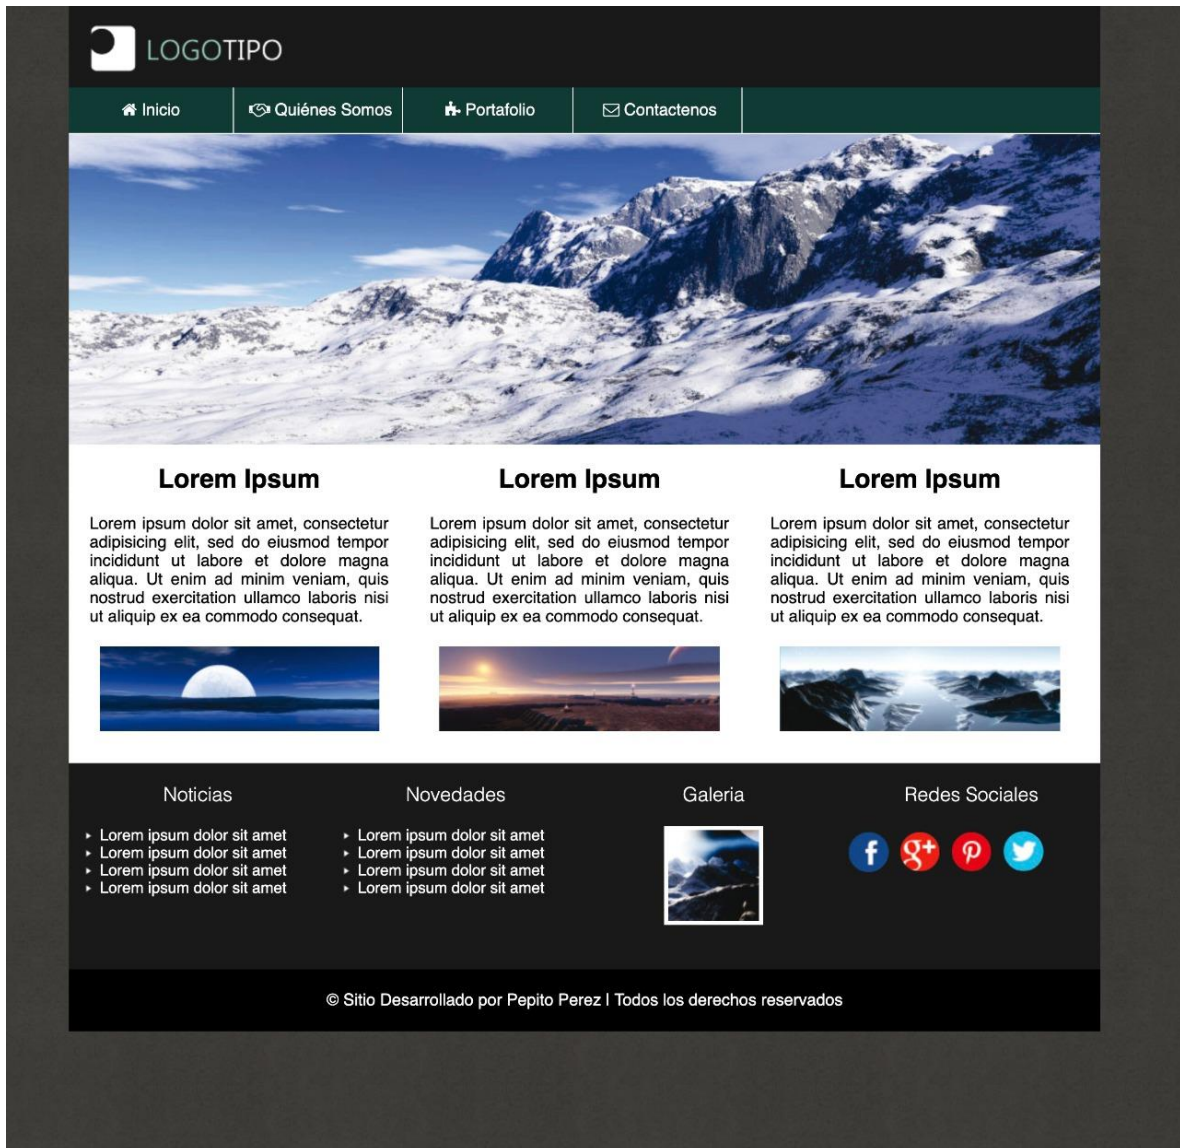 LOGOTIPO
Inicio
Quiénes Somos
Portafolio
Contactenos
Lorem Ipsum
Lorem ipsum dolor sit amet, consectetur
adipisicing elit, sed do eiusmod tempor
incididunt ut labore et dolore magna
aliqua. Ut enim ad minim veniam, quis
nostrud exercitation ullamco laboris nisi
ut aliquip ex ea commodo consequat.
Lorem Ipsum
Lorem ipsum dolor sit amet, consectetur
adipisicing elit, sed do eiusmod tempor
incididunt ut labore et dolore magna
aliqua. Ut enim ad minim veniam, quis
nostrud exercitation ullamco laboris nisi
ut aliquip ex ea commodo consequat.
Lorem Ipsum
Lorem ipsum dolor sit amet, consectetur
adipisicing elit, sed do eiusmod tempor
incididunt ut labore et dolore magna
aliqua. Ut enim ad minim veniam, quis
nostrud exercitation ullamco laboris nisi
ut aliquip ex ea commodo consequat.
Noticias
Lorem ipsum dolor sit amet
Lorem ipsum dolor sit amet
Lorem ipsum dolor sit amet
Lorem ipsum dolor sit amet
Novedades
Lorem ipsum dolor sit amet
Lorem ipsum dolor sit amet
Lorem ipsum dolor sit amet
Lorem ipsum dolor sit amet
Galeria
Redes Sociales
© Sitio Desarrollado por Pepito Perez | Todos los derechos reservados